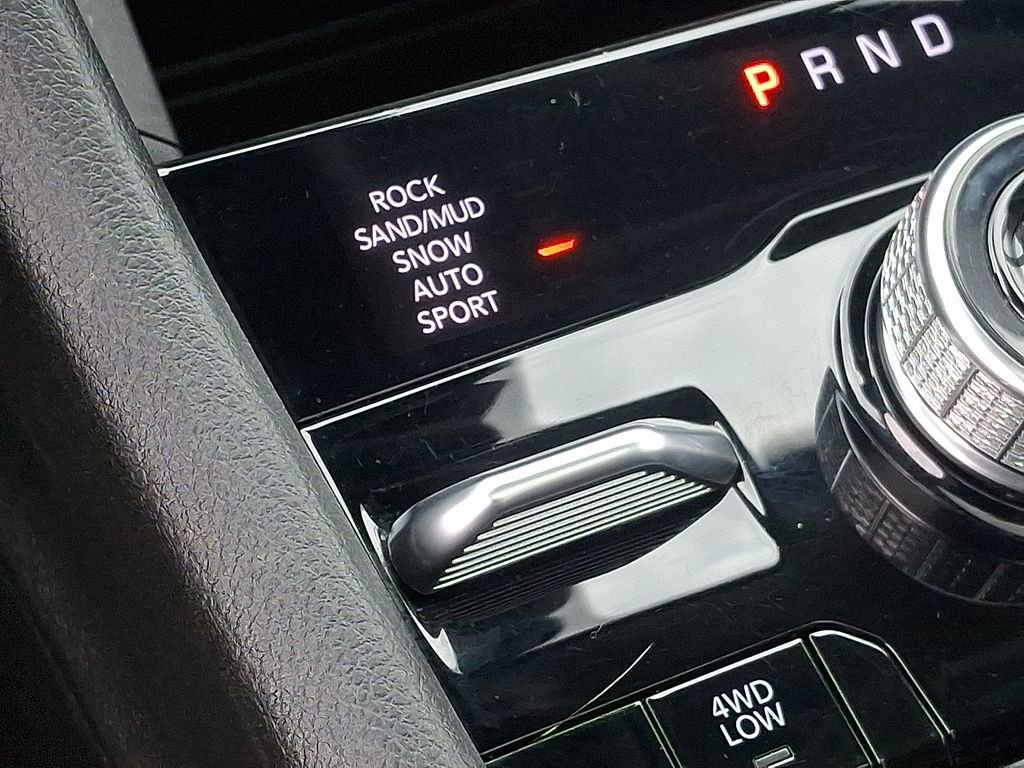 P R N D
ROCK
SAND/MUD
SNOW
AUTO
SPORT
4WD
LOW